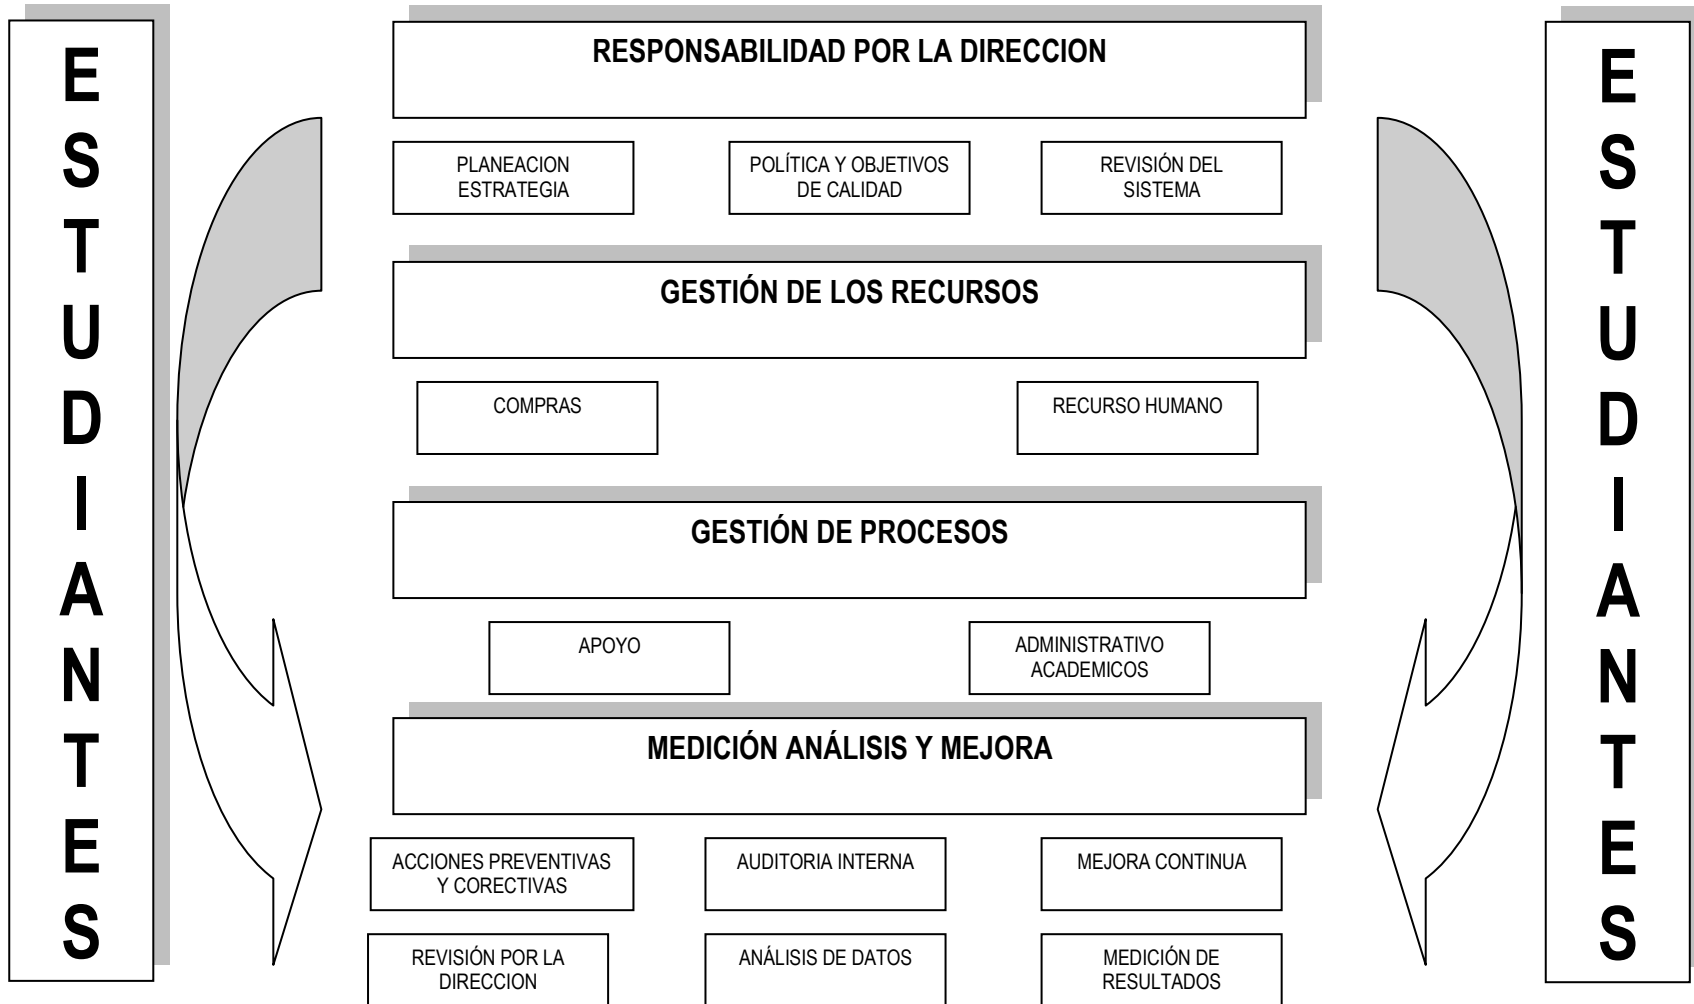 E
S
T
U
D
I
A
N
T
E
S
RESPONSABILIDAD POR LA DIRECCION
PLANEACION
ESTRATEGIA
POLÍTICA Y OBJETIVOS
DE CALIDAD
REVISIÓN DEL
SISTEMA
GESTIÓN DE LOS RECURSOS
COMPRAS
RECURSO HUMANO
GESTIÓN DE PROCESOS
APOYO
ADMINISTRATIVO
ACADEMICOS
MEDICIÓN ANÁLISIS Y MEJORA
ACCIONES PREVENTIVAS
Y CORECTIVAS
AUDITORIA INTERNA
MEJORA CONTINUA
REVISIÓN POR LA
DIRECCION
ANÁLISIS DE DATOS
MEDICIÓN DE
RESULTADOS
E
S
T
U
D
I
A
N
T
E
S